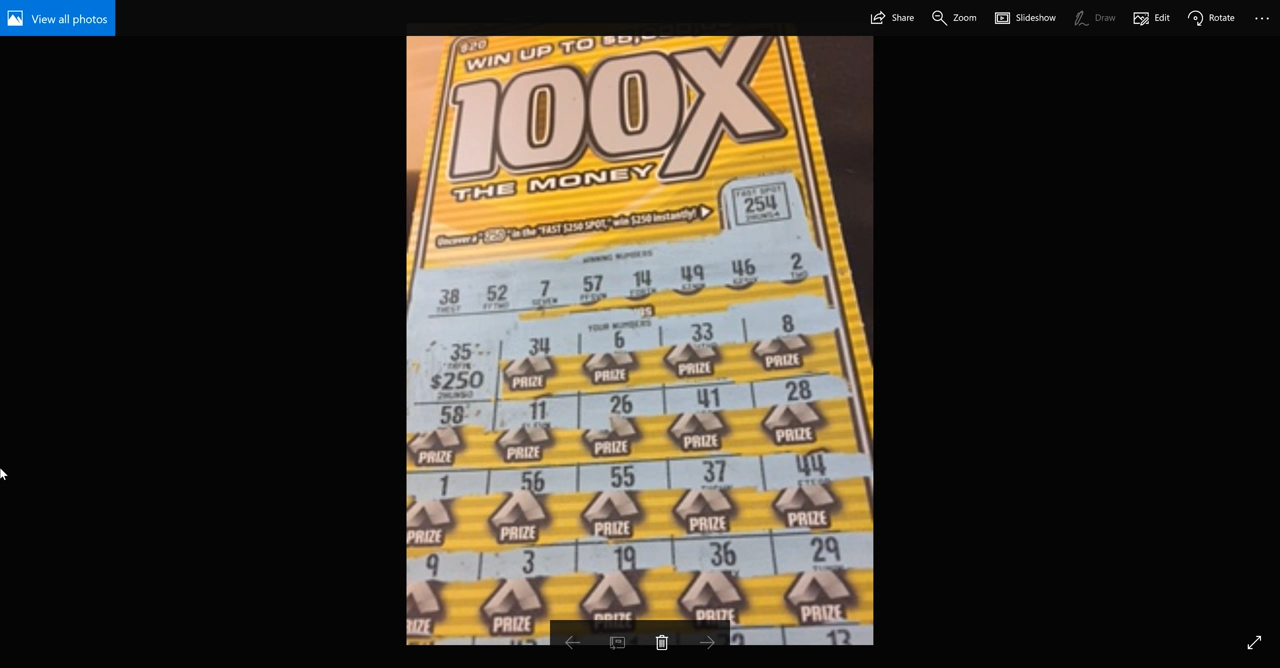 View all photos
Share
Zoom
Slideshow
Draw
Edit
Rotate
$20
WIN UP TO
100X
THE MONEY
FAST SPOT
254
Uncover a "250" in the "FAST $250 SPOT," win $250 instantly!
WINNING NUMBERS
38 52 7 57 14 49 46 2
SEVEN TWO
YOUR NUMBERS
35 34 6 33 8
$250 PRIZE PRIZE PRIZE PRIZE
58 11 26 41 28
PRIZE PRIZE PRIZE PRIZE PRIZE
1 56 55 37 44
PRIZE PRIZE PRIZE PRIZE PRIZE
9 3 19 36 29
PRIZE PRIZE PRIZE PRIZE
13